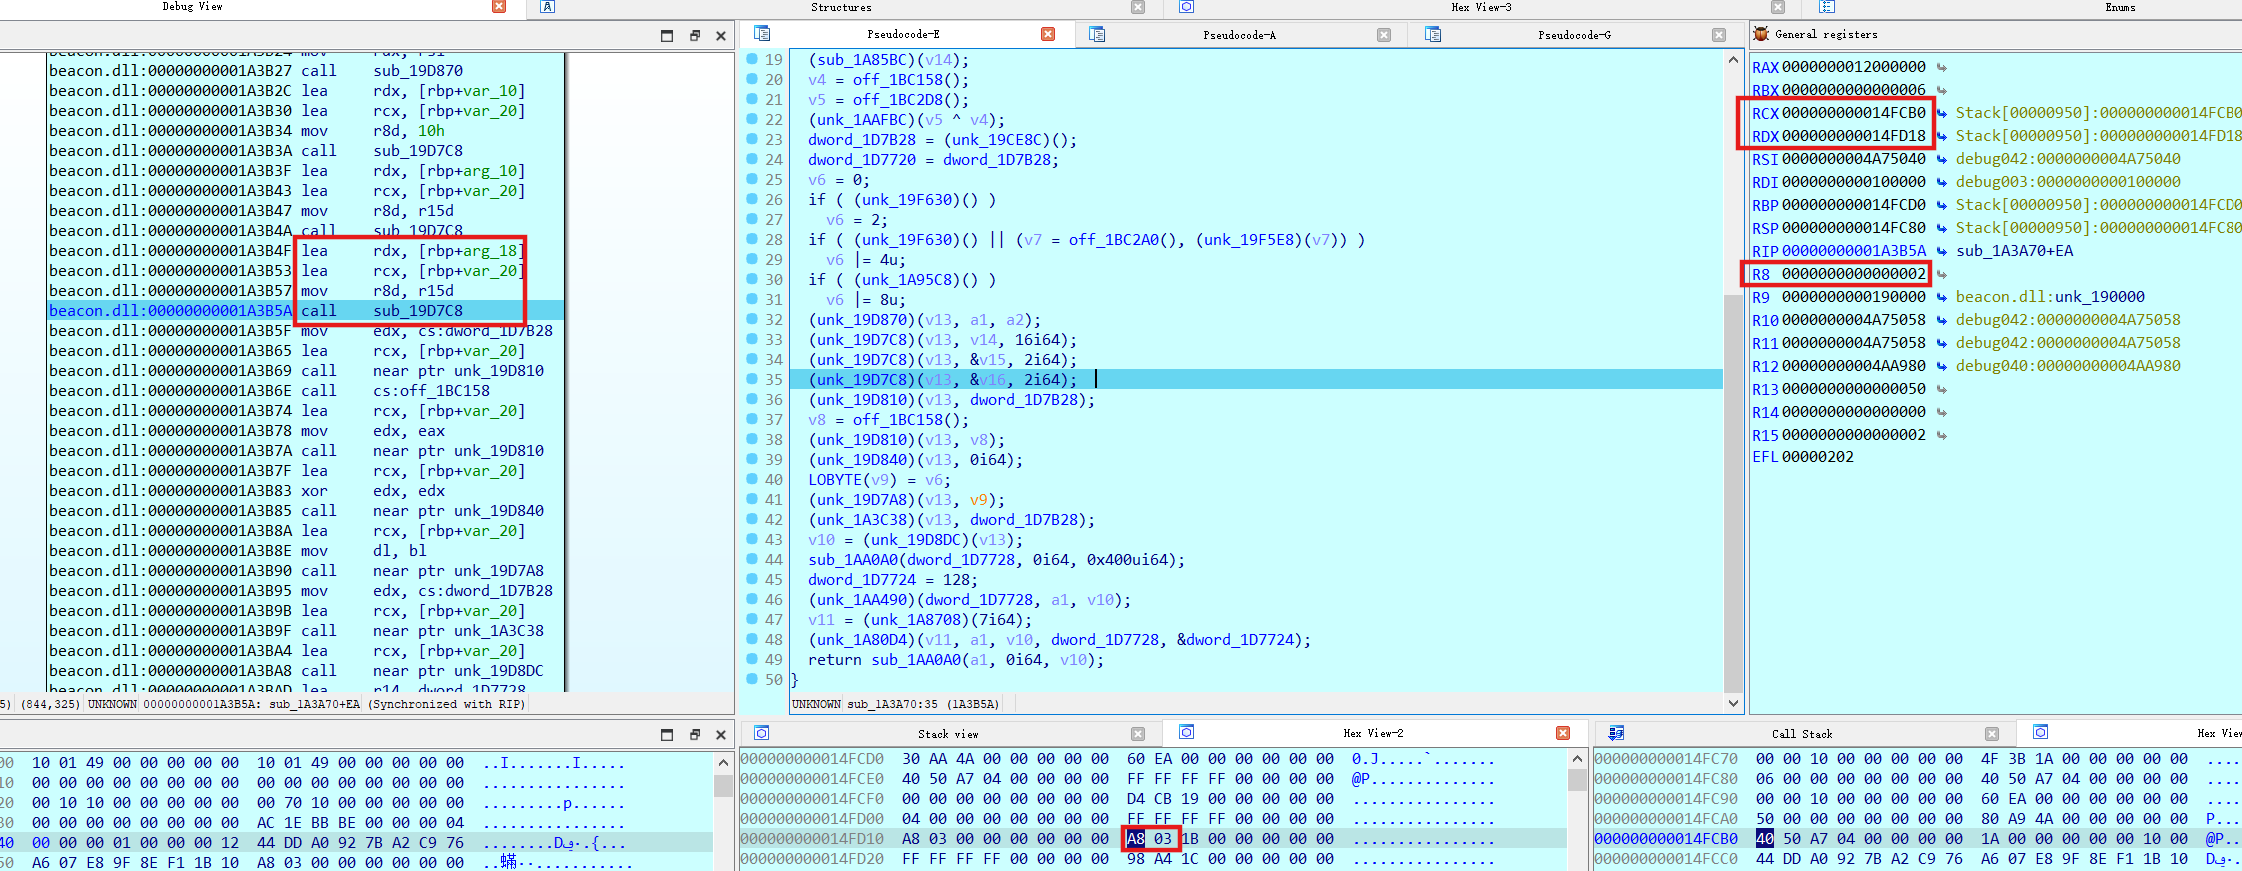 Debug View
Structures
Hex View-3
Enums
Pseudocode-E
Pseudocode-A
Pseudocode-G
General registers
beacon.dll:00000000001A3B27 call sub_19D870
beacon.dll:00000000001A3B2C lea rdx, [rbp+var_10]
beacon.dll:00000000001A3B30 lea rcx, [rbp+var_20]
beacon.dll:00000000001A3B34 mov r8d, 10h
beacon.dll:00000000001A3B3A call sub_19D7C8
beacon.dll:00000000001A3B3F lea rdx, [rbp+arg_10]
beacon.dll:00000000001A3B43 lea rcx, [rbp+var_20]
beacon.dll:00000000001A3B47 mov r8d, r15d
beacon.dll:00000000001A3B4A call sub_19D7C8
beacon.dll:00000000001A3B4F lea rdx, [rbp+arg_18]
beacon.dll:00000000001A3B53 lea rcx, [rbp+var_20]
beacon.dll:00000000001A3B57 mov r8d, r15d
beacon.dll:00000000001A3B5A call sub_19D7C8
beacon.dll:00000000001A3B5F mov edx, cs:dword_1D7B28
beacon.dll:00000000001A3B65 lea rcx, [rbp+var_20]
beacon.dll:00000000001A3B69 call near ptr unk_19D810
beacon.dll:00000000001A3B6E call cs:off_1BC158
beacon.dll:00000000001A3B74 lea rcx, [rbp+var_20]
beacon.dll:00000000001A3B78 mov edx, eax
beacon.dll:00000000001A3B7A call near ptr unk_19D810
beacon.dll:00000000001A3B7F lea rcx, [rbp+var_20]
beacon.dll:00000000001A3B83 xor edx, edx
beacon.dll:00000000001A3B85 call near ptr unk_19D840
beacon.dll:00000000001A3B8A lea rcx, [rbp+var_20]
beacon.dll:00000000001A3B8E mov dl, bl
beacon.dll:00000000001A3B90 call near ptr unk_19D7A8
beacon.dll:00000000001A3B95 mov edx, cs:dword_1D7B28
beacon.dll:00000000001A3B9B lea rcx, [rbp+var_20]
beacon.dll:00000000001A3B9F call near ptr unk_1A3C38
beacon.dll:00000000001A3BA4 lea rcx, [rbp+var_20]
beacon.dll:00000000001A3BA8 call near ptr unk_19D8DC
beacon.dll:00000000001A3BAD lea r14, dword_1D7728
5) (844,325) UNKNOWN 00000000001A3B5A: sub_1A3A70+EA (Synchronized with RIP)
19 (sub_1A85BC)(v14);
20 v4 = off_1BC158();
21 v5 = off_1BC2D8();
22 (unk_1AAFBC)(v5 ^ v4);
23 dword_1D7B28 = (unk_19CE8C)();
24 dword_1D7720 = dword_1D7B28;
25 v6 = 0;
26 if ( (unk_19F630)() )
27 v6 = 2;
28 if ( (unk_19F630)() || (v7 = off_1BC2A0(), (unk_19F5E8)(v7)) )
29 v6 |= 4u;
30 if ( (unk_1A95C8)() )
31 v6 |= 8u;
32 (unk_19D870)(v13, a1, a2);
33 (unk_19D7C8)(v13, v14, 16i64);
34 (unk_19D7C8)(v13, &v15, 2i64);
35 (unk_19D7C8)(v13, &v16, 2i64);
36 (unk_19D810)(v13, dword_1D7B28);
37 v8 = off_1BC158();
38 (unk_19D810)(v13, v8);
39 (unk_19D840)(v13, 0i64);
40 LOBYTE(v9) = v6;
41 (unk_19D7A8)(v13, v9);
42 (unk_1A3C38)(v13, dword_1D7B28);
43 v10 = (unk_19D8DC)(v13);
44 sub_1AA0A0(dword_1D7728, 0i64, 0x400ui64);
45 dword_1D7724 = 128;
46 (unk_1AA490)(dword_1D7728, a1, v10);
47 v11 = (unk_1A8708)(7i64);
48 (unk_1A80D4)(v11, a1, v10, dword_1D7728, &dword_1D7724);
49 return sub_1AA0A0(a1, 0i64, v10);
50 }
UNKNOWN sub_1A3A70:35 (1A3B5A)
RAX 0000000012000000
RBX 0000000000000006
RCX 000000000014FCB0 Stack[00000950]:000000000014FCB0
RDX 000000000014FD18 Stack[00000950]:000000000014FD18
RSI 0000000004A75040 debug042:0000000004A75040
RDI 0000000000100000 debug003:0000000000100000
RBP 000000000014FCD0 Stack[00000950]:000000000014FCD0
RSP 000000000014FC80 Stack[00000950]:000000000014FC80
RIP 00000000001A3B5A sub_1A3A70+EA
R8 0000000000000002
R9 0000000000190000 beacon.dll:unk_190000
R10 0000000004A75058 debug042:0000000004A75058
R11 0000000004A75058 debug042:0000000004A75058
R12 00000000004AA980 debug040:00000000004AA980
R13 0000000000000050
R14 0000000000000000
R15 0000000000000002
EFL 00000202
00 10 01 49 00 00 00 00 00 10 01 49 00 00 00 00 00 ..I.......I.....
10 00 00 00 00 00 00 00 00 00 00 00 00 00 00 00 00 ................
20 00 10 10 00 00 00 00 00 00 70 10 00 00 00 00 00 .........p......
30 00 00 00 00 00 00 00 00 AC 1E BB BE 00 00 00 04 ................
40 00 00 00 01 00 00 00 12 44 DD A0 92 7B A2 C9 76
50 A6 07 E8 9F 8E F1 1B 10 A8 03 00 00 00 00 00 00
Stack view
Hex View-2
000000000014FCD0 30 AA 4A 00 00 00 00 00 60 EA 00 00 00 00 00 00 0.J.....`.......
000000000014FCE0 40 50 A7 04 00 00 00 00 FF FF FF FF 00 00 00 00 @P..............
000000000014FCF0 00 00 00 00 00 00 00 00 D4 CB 19 00 00 00 00 00 ................
000000000014FD00 04 00 00 00 00 00 00 00 FF FF FF FF 00 00 00 00 ................
000000000014FD10 A8 03 00 00 00 00 00 00 A8 03 1B 00 00 00 00 00 ................
000000000014FD20 FF FF FF FF 00 00 00 00 98 A4 1C 00 00 00 00 00 ................
Call Stack
Hex View
000000000014FC70 00 00 10 00 00 00 00 00 4F 3B 1A 00 00 00 00 00 ....
000000000014FC80 06 00 00 00 00 00 00 00 40 50 A7 04 00 00 00 00 ....
000000000014FC90 00 00 10 00 00 00 00 00 60 EA 00 00 00 00 00 00 ....
000000000014FCA0 50 00 00 00 00 00 00 00 80 A9 4A 00 00 00 00 00 P...
000000000014FCB0 40 50 A7 04 00 00 00 00 1A 00 00 00 00 00 10 00 @P..
000000000014FCC0 44 DD A0 92 7B A2 C9 76 A6 07 E8 9F 8E F1 1B 10